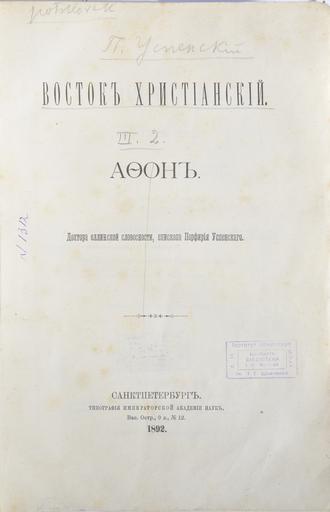 П. Успенскій
ВОСТОКЪ ХРИСТІАНСКІЙ.
III. 2.
АѲОНЪ.
Доктора еллинской словесности, епископа Порфирія Успенскаго.
САНКТПЕТЕРБУРГЪ.
ТИПОГРАФІЯ ИМПЕРАТОРСКОЙ АКАДЕМІИ НАУКЪ.
Вас. Остр., 9 л., № 12.
1892.